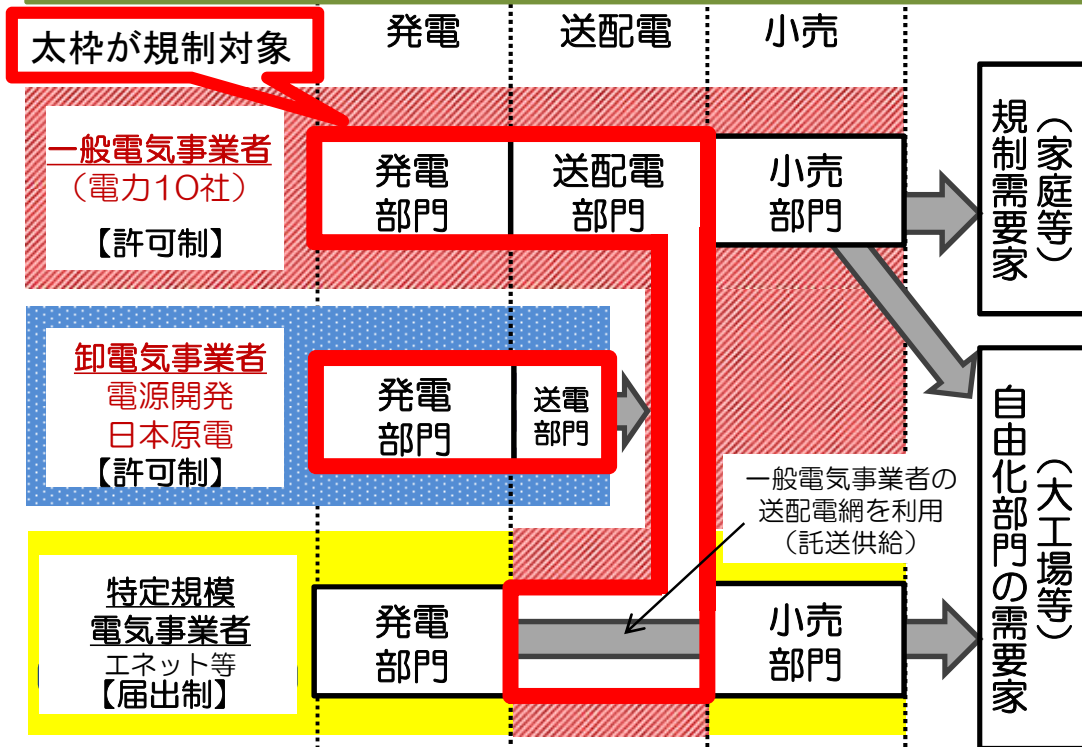 発電
送配電
小売
太枠が規制対象
一般電気事業者
（電力10社）
【許可制】
発電
部門
送配電
部門
小売
部門
規制需要家
（家庭等）
卸電気事業者
電源開発
日本原電
【許可制】
発電
部門
送電
部門
一般電気事業者の
送配電網を利用
（託送供給）
自由化部門の需要家
（大工場等）
特定規模
電気事業者
エネット等
【届出制】
発電
部門
小売
部門